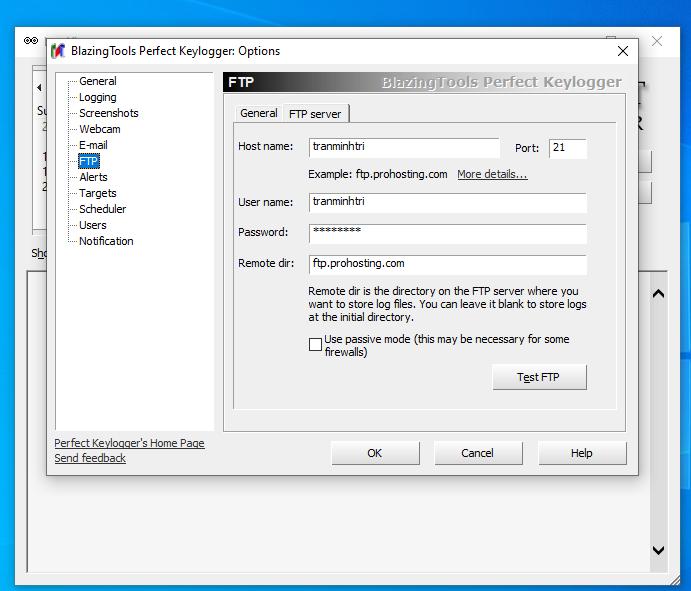 BlazingTools Perfect Keylogger: Options
General
Logging
Screenshots
Webcam
E-mail
FTP
Alerts
Targets
Scheduler
Users
Notification
FTP
BlazingTools Perfect Keylogger
General FTP server
Host name: tranminhtri Port: 21
Example: ftp.prohosting.com More details...
User name: tranminhtri
Password: ********
Remote dir: ftp.prohosting.com
Remote dir is the directory on the FTP server where you
want to store log files. You can leave it blank to store logs
at the initial directory.
Use passive mode (this may be necessary for some
firewalls)
Test FTP
Perfect Keylogger's Home Page
Send feedback
OK Cancel Help